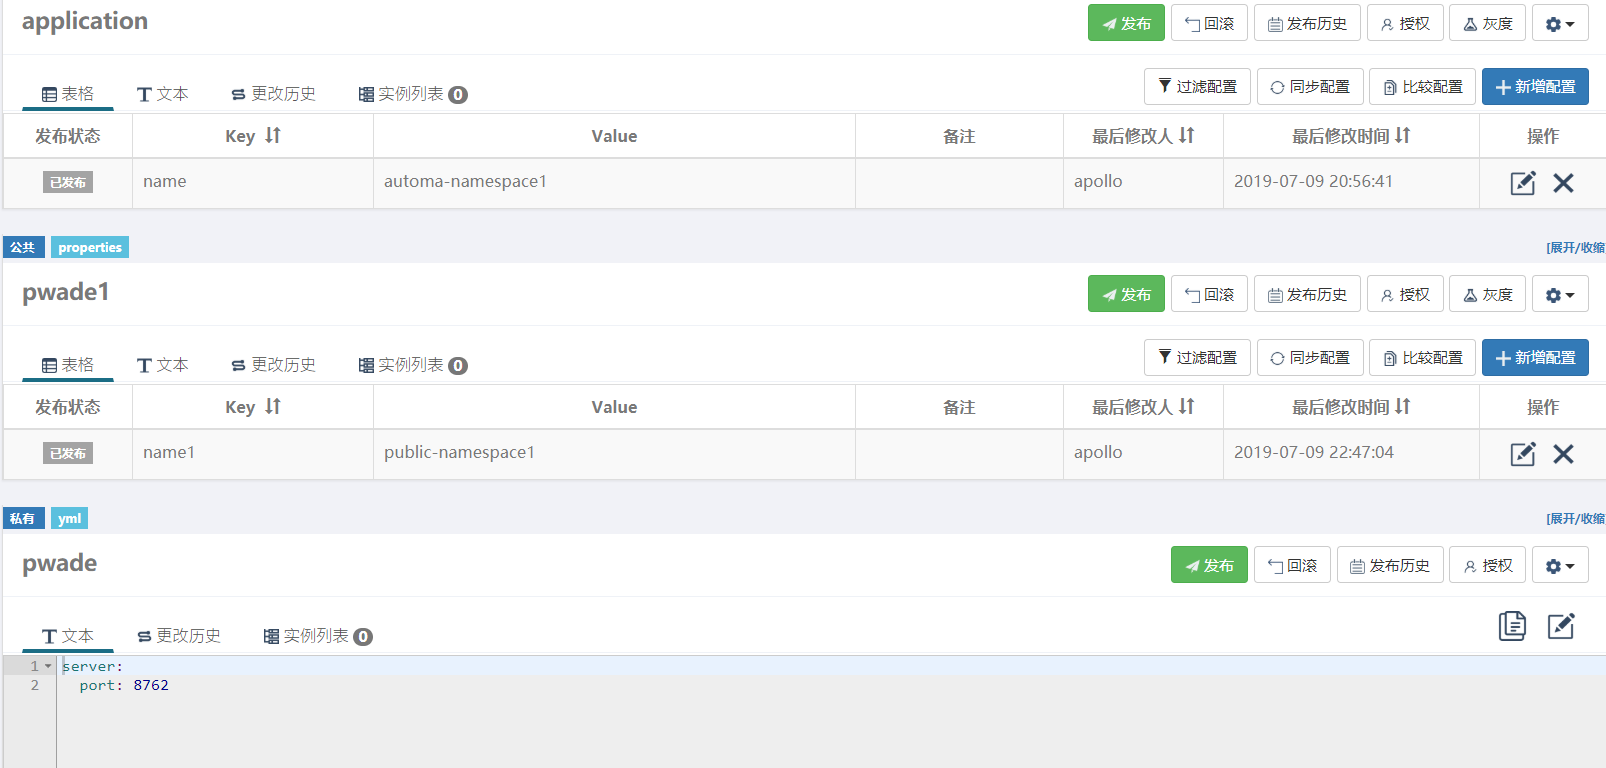 application
发布 回滚 发布历史 授权 灰度
表格 文本 更改历史 实例列表 0 过滤配置 同步配置 比较配置 新增配置
发布状态 Key Value 备注 最后修改人 最后修改时间 操作
已发布 name automa-namespace1 apollo 2019-07-09 20:56:41
公共 properties [展开/收缩
pwade1
发布 回滚 发布历史 授权 灰度
表格 文本 更改历史 实例列表 0 过滤配置 同步配置 比较配置 新增配置
发布状态 Key Value 备注 最后修改人 最后修改时间 操作
已发布 name1 public-namespace1 apollo 2019-07-09 22:47:04
私有 yml [展开/收缩
pwade
发布 回滚 发布历史 授权
文本 更改历史 实例列表 0
1 server:
2 port: 8762